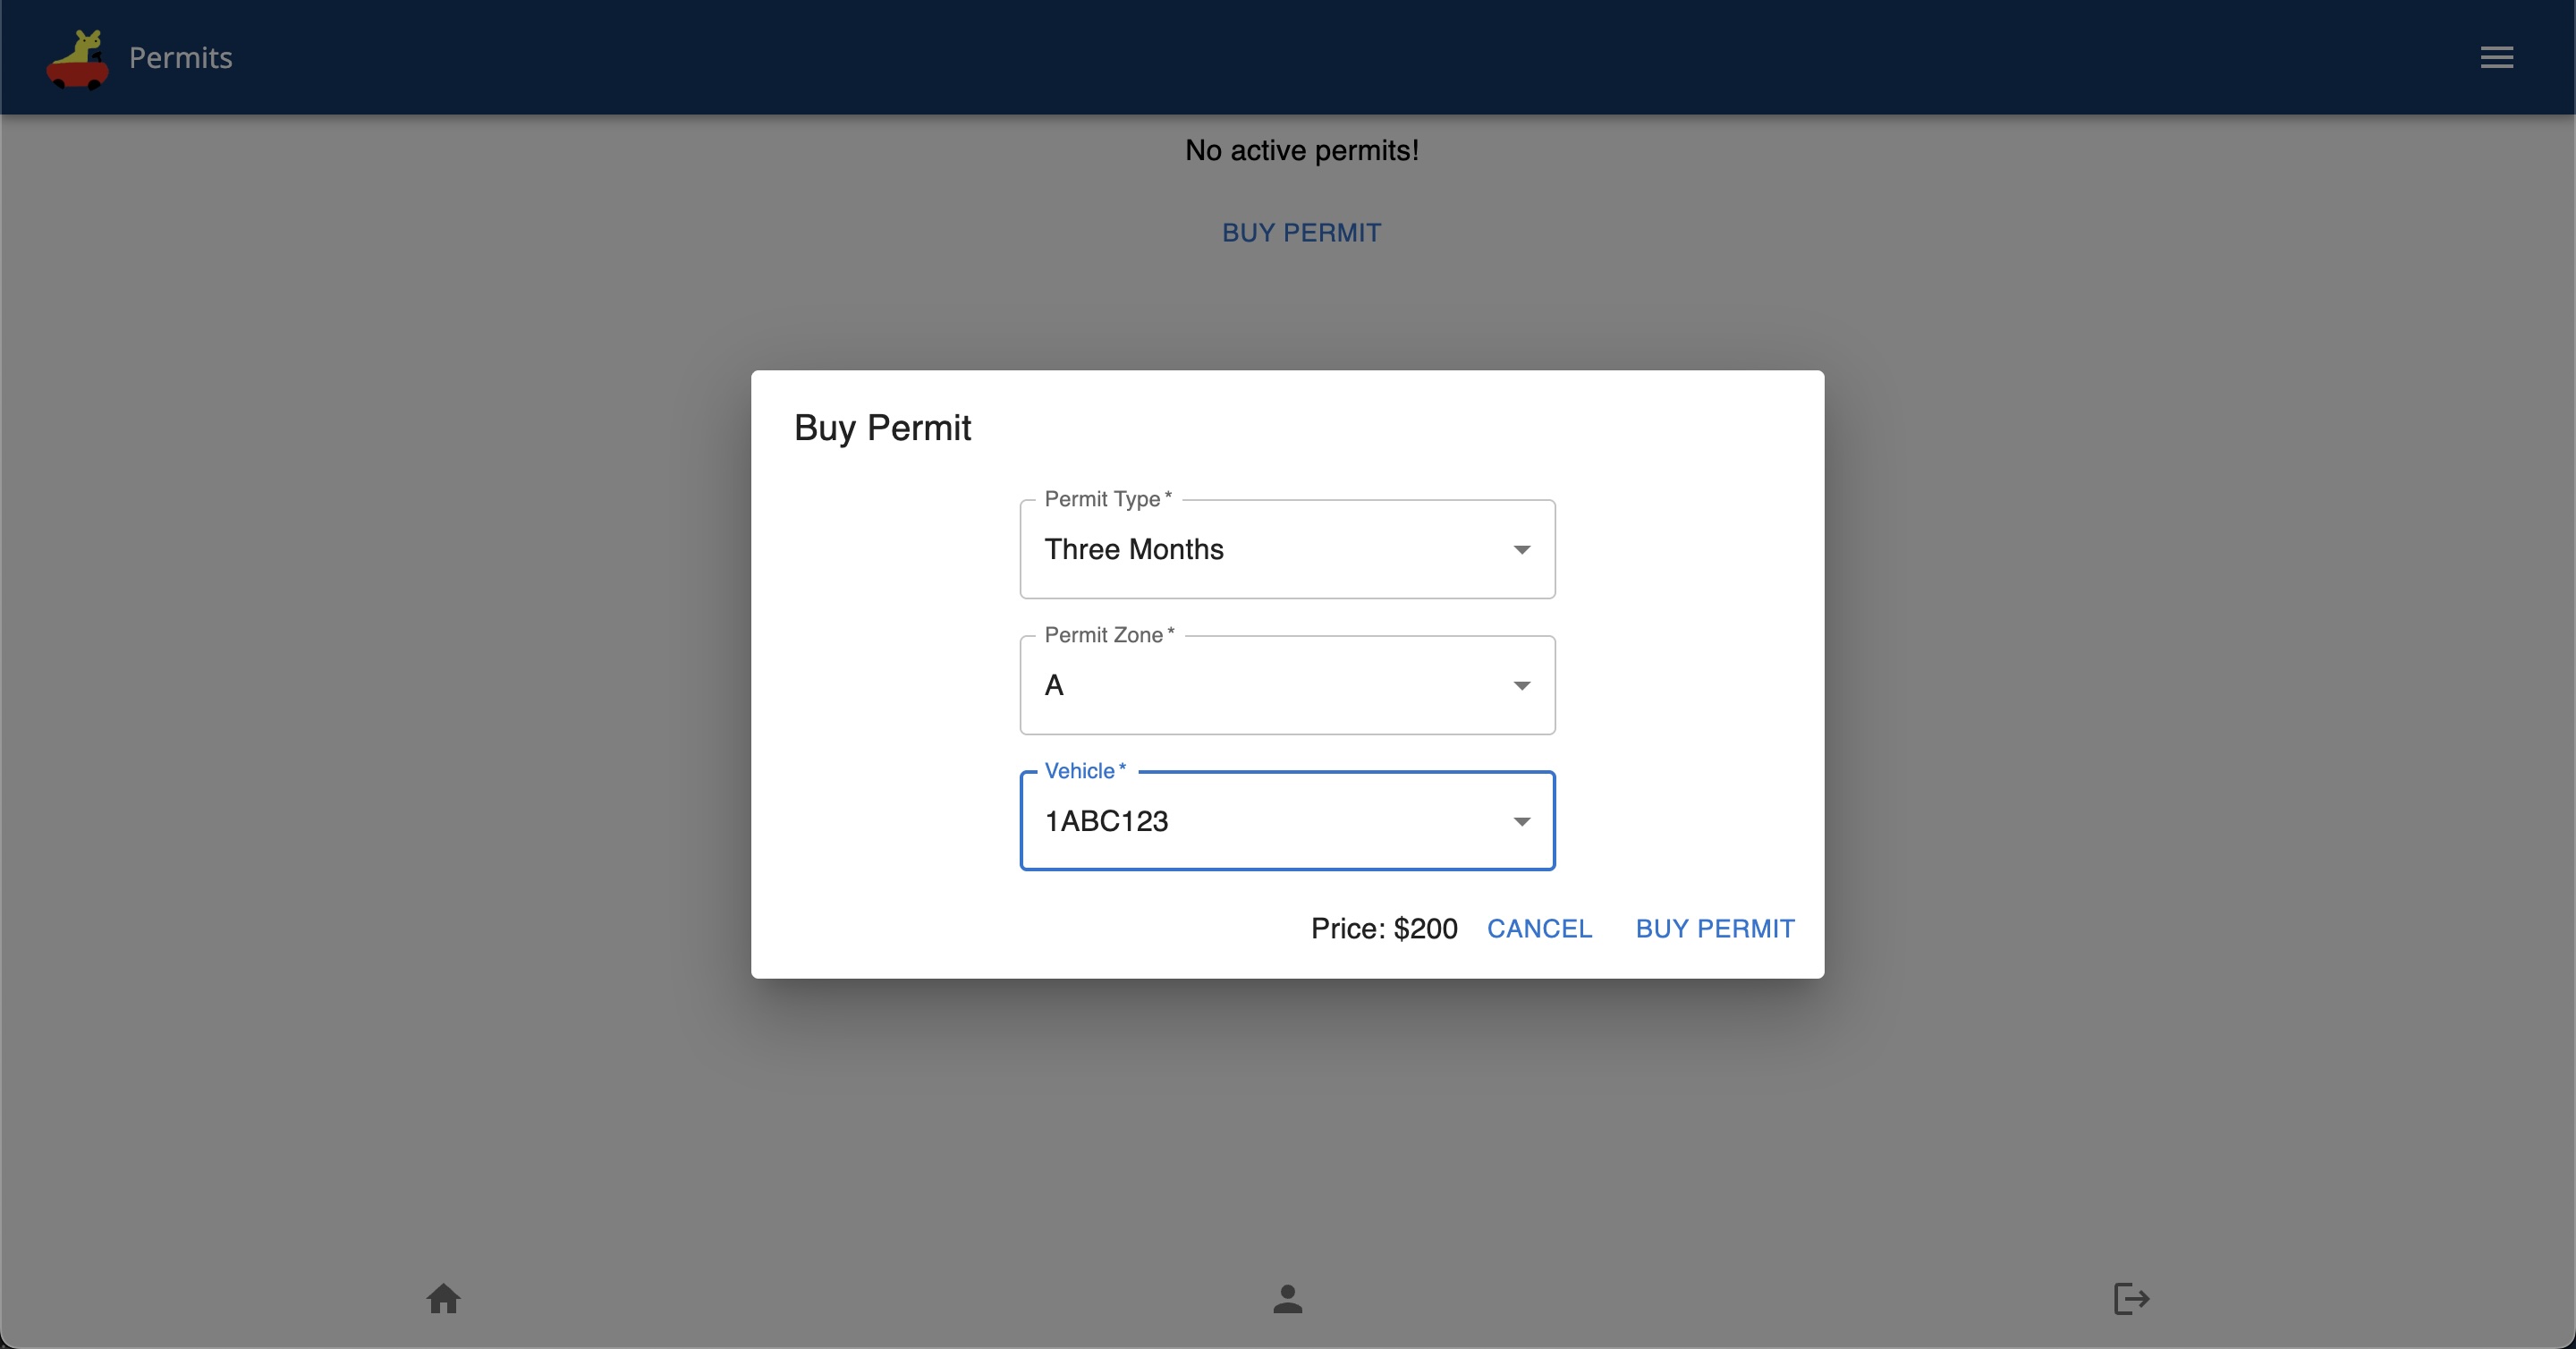 Permits
No active permits!
BUY PERMIT
Buy Permit
Permit Type *
Three Months
Permit Zone *
A
Vehicle *
1ABC123
Price: $200 CANCEL BUY PERMIT